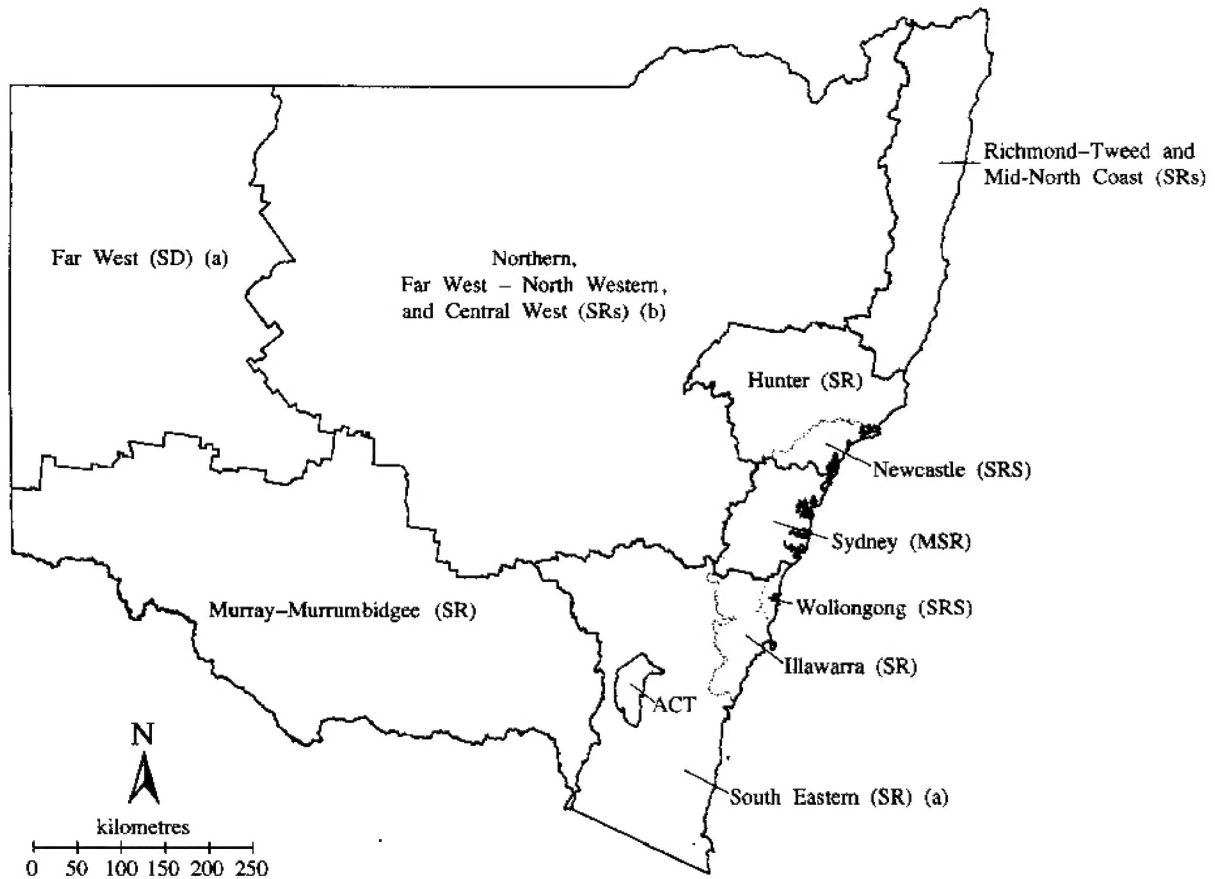 Richmond–Tweed and
Mid-North Coast (SRs)
Far West (SD) (a)
Northern,
Far West – North Western,
and Central West (SRs) (b)
Hunter (SR)
Newcastle (SRS)
Sydney (MSR)
Wollongong (SRS)
Murray–Murrumbidgee (SR)
Illawarra (SR)
ACT
N
South Eastern (SR) (a)
kilometres
0 50 100 150 200 250